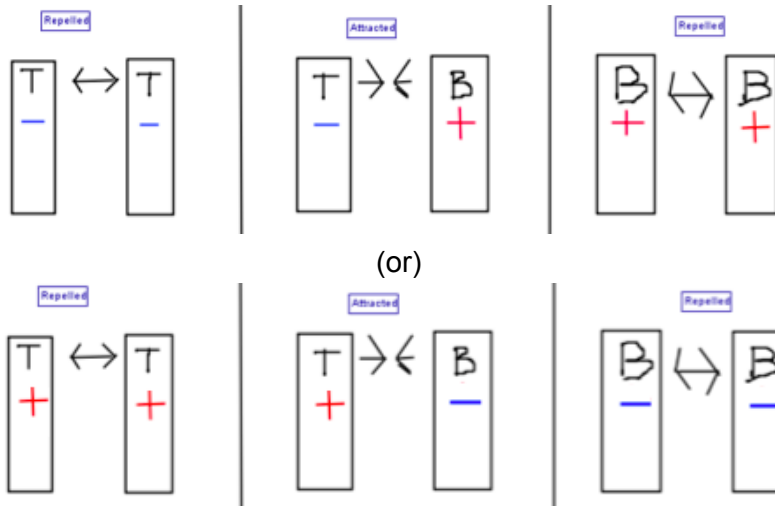 Repelled Attracted Repelled
T T T B B B
− − − + + +
(or)
Repelled Attracted Repelled
T T T B B B
+ + + − − −